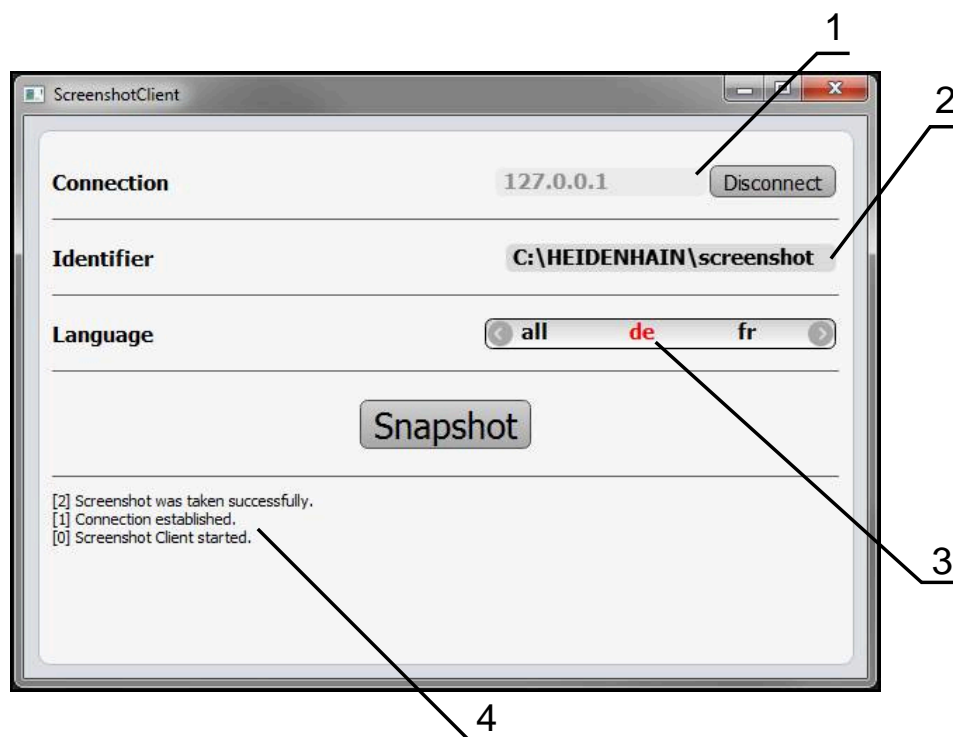 1
ScreenshotClient
2
Connection 127.0.0.1 Disconnect
Identifier C:\HEIDENHAIN\screenshot
Language all de fr
Snapshot
[2] Screenshot was taken successfully.
[1] Connection established.
[0] Screenshot Client started.
3
4